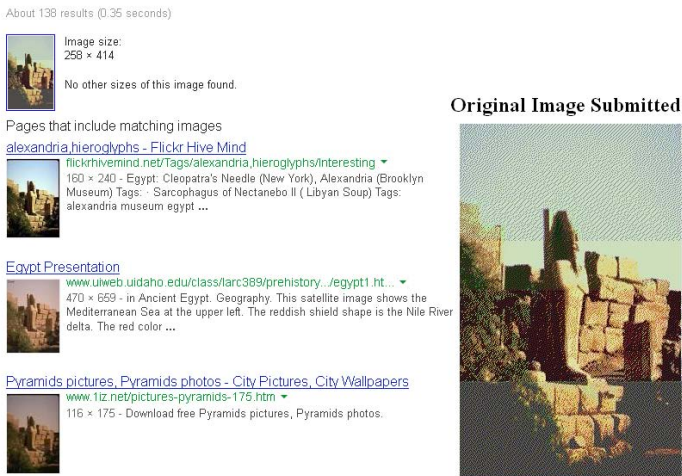 About 138 results (0.35 seconds)
Image size:
258 × 414
No other sizes of this image found.
Original Image Submitted
Pages that include matching images
alexandria,hieroglyphs - Flickr Hive Mind
flickrhivemind.net/Tags/alexandria,hieroglyphs/Interesting
160 × 240 - Egypt: Cleopatra's Needle (New York), Alexandria (Brooklyn
Museum) Tags: · Sarcophagus of Nectanebo II ( Libyan Soup) Tags:
alexandria museum egypt ...
Egypt Presentation
www.uiweb.uidaho.edu/class/larc389/prehistory.../egypt1.ht...
470 × 659 - in Ancient Egypt. Geography. This satellite image shows the
Mediterranean Sea at the upper left. The reddish shield shape is the Nile River
delta. The red color ...
Pyramids pictures, Pyramids photos - City Pictures, City Wallpapers
www.1iz.net/pictures-pyramids-175.htm
116 × 175 - Download free Pyramids pictures, Pyramids photos.